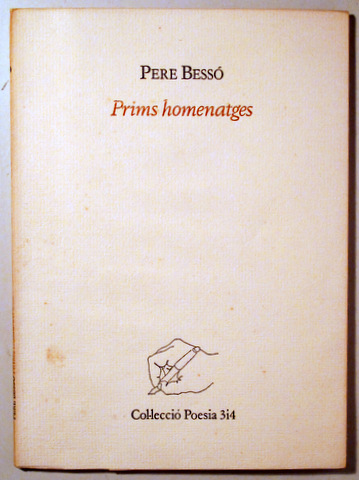 PERE BESSÓ
Prims homenatges
Col·lecció Poesia 3i4